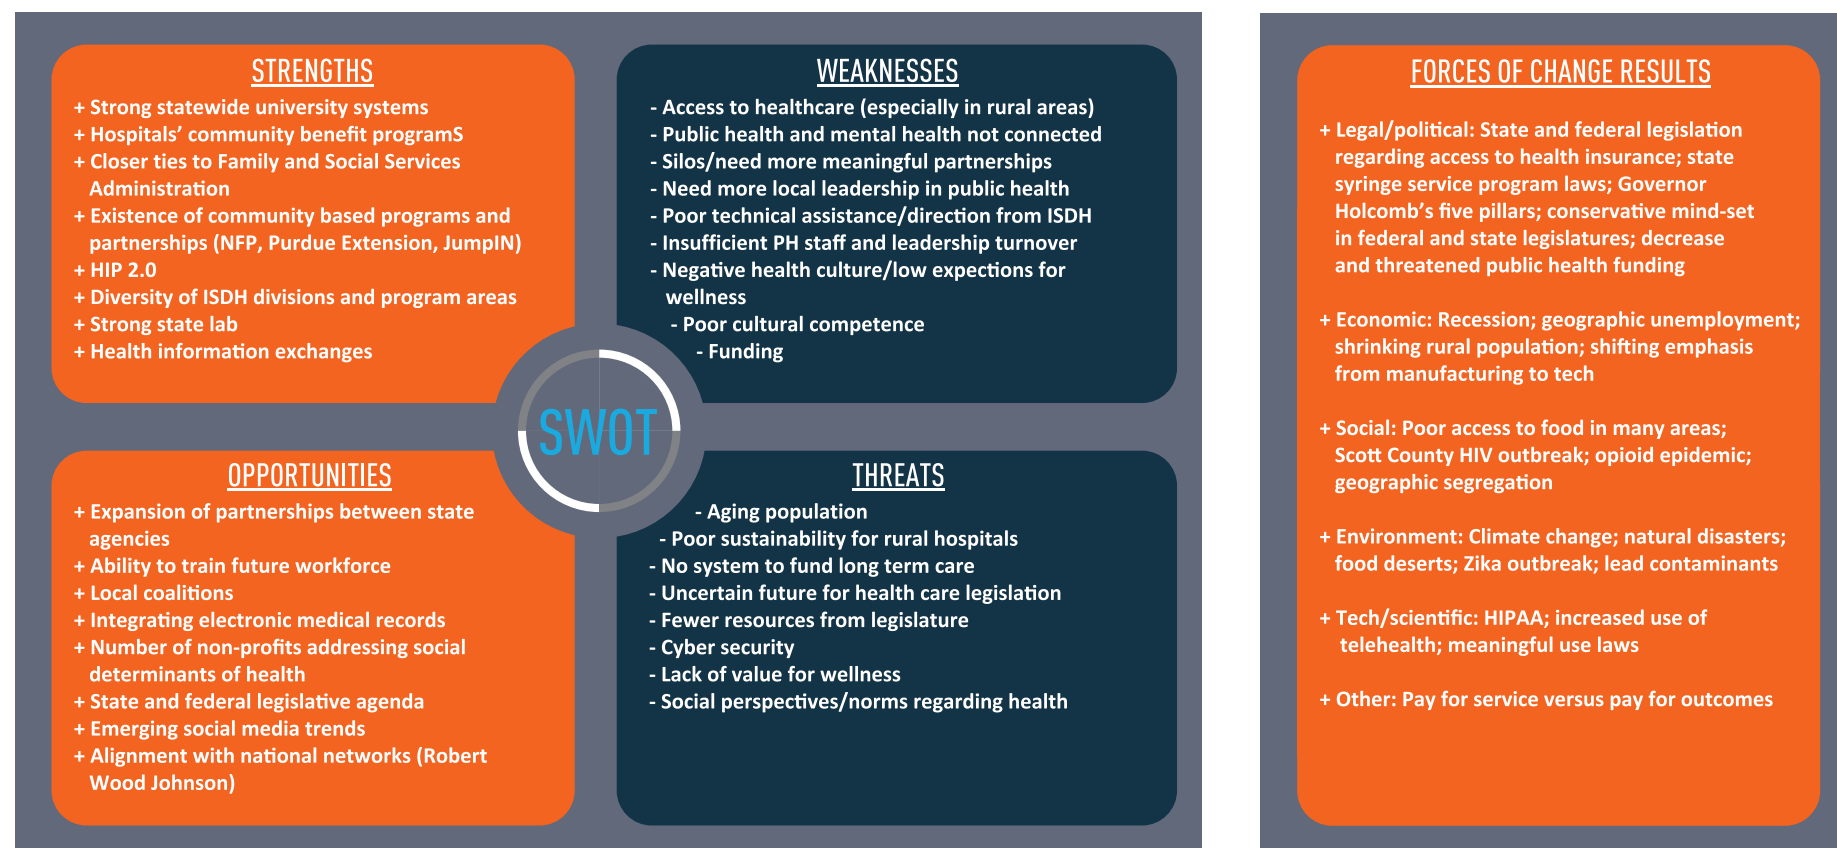 STRENGTHS
+ Strong statewide university systems
+ Hospitals’ community benefit programS
+ Closer ties to Family and Social Services
Administration
+ Existence of community based programs and
partnerships (NFP, Purdue Extension, JumpIN)
+ HIP 2.0
+ Diversity of ISDH divisions and program areas
+ Strong state lab
+ Health information exchanges
WEAKNESSES
- Access to healthcare (especially in rural areas)
- Public health and mental health not connected
- Silos/need more meaningful partnerships
- Need more local leadership in public health
- Poor technical assistance/direction from ISDH
- Insufficient PH staff and leadership turnover
- Negative health culture/low expections for
wellness
- Poor cultural competence
- Funding
SWOT
OPPORTUNITIES
+ Expansion of partnerships between state
agencies
+ Ability to train future workforce
+ Local coalitions
+ Integrating electronic medical records
+ Number of non-profits addressing social
determinants of health
+ State and federal legislative agenda
+ Emerging social media trends
+ Alignment with national networks (Robert
Wood Johnson)
THREATS
- Aging population
- Poor sustainability for rural hospitals
- No system to fund long term care
- Uncertain future for health care legislation
- Fewer resources from legislature
- Cyber security
- Lack of value for wellness
- Social perspectives/norms regarding health
FORCES OF CHANGE RESULTS
+ Legal/political: State and federal legislation
regarding access to health insurance; state
syringe service program laws; Governor
Holcomb’s five pillars; conservative mind-set
in federal and state legislatures; decrease
and threatened public health funding
+ Economic: Recession; geographic unemployment;
shrinking rural population; shifting emphasis
from manufacturing to tech
+ Social: Poor access to food in many areas;
Scott County HIV outbreak; opioid epidemic;
geographic segregation
+ Environment: Climate change; natural disasters;
food deserts; Zika outbreak; lead contaminants
+ Tech/scientific: HIPAA; increased use of
telehealth; meaningful use laws
+ Other: Pay for service versus pay for outcomes